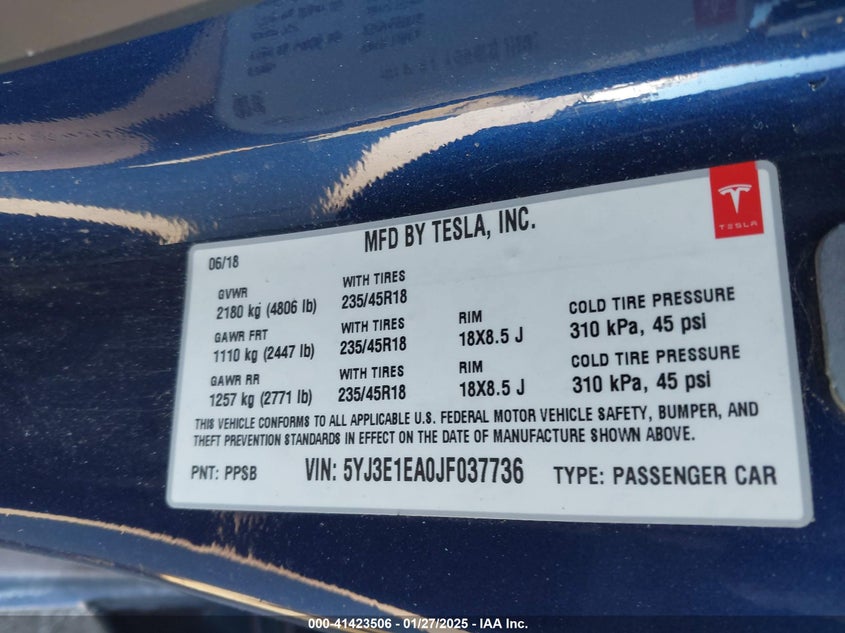 TESLA
MFD BY TESLA, INC.
06/18
GVWR
2180 kg (4806 lb)
WITH TIRES
235/45R18
GAWR FRT
1110 kg (2447 lb)
WITH TIRES
235/45R18
RIM
18X8.5 J
COLD TIRE PRESSURE
310 kPa, 45 psi
GAWR RR
1257 kg (2771 lb)
WITH TIRES
235/45R18
RIM
18X8.5 J
COLD TIRE PRESSURE
310 kPa, 45 psi
THIS VEHICLE CONFORMS TO ALL APPLICABLE U.S. FEDERAL MOTOR VEHICLE SAFETY, BUMPER, AND
THEFT PREVENTION STANDARDS IN EFFECT ON THE DATE OF MANUFACTURE SHOWN ABOVE.
PNT: PPSB
VIN: 5YJ3E1EA0JF037736
TYPE: PASSENGER CAR
000-41423506 - 01/27/2025 - IAA Inc.